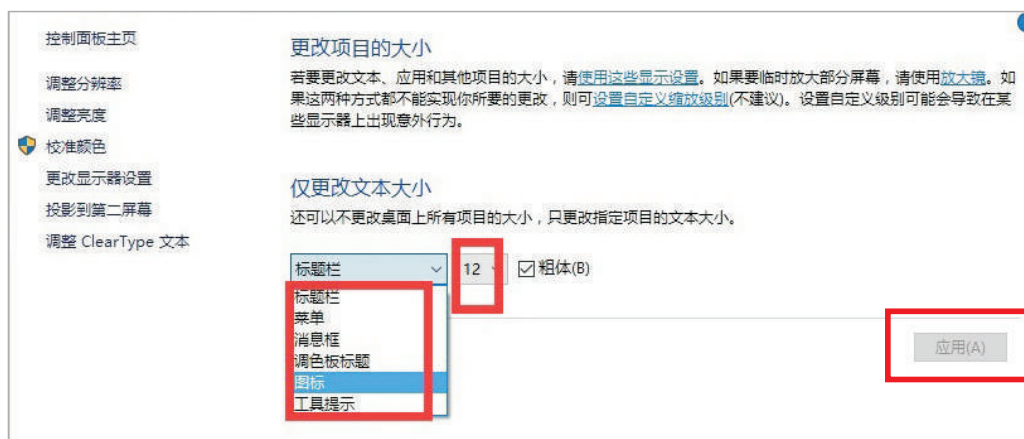 控制面板主页
调整分辨率
调整亮度
校准颜色
更改显示器设置
投影到第二屏幕
调整 ClearType 文本
更改项目的大小
若要更改文本、应用和其他项目的大小，请使用这些显示设置。如果要临时放大部分屏幕，请使用放大镜。如
果这两种方式都不能实现你所要的更改，则可设置自定义缩放级别(不建议)。设置自定义级别可能会导致在某
些显示器上出现意外行为。
仅更改文本大小
还可以不更改桌面上所有项目的大小，只更改指定项目的文本大小。
标题栏 12 粗体(B)
标题栏
菜单
消息框
调色板标题
图标
工具提示
应用(A)